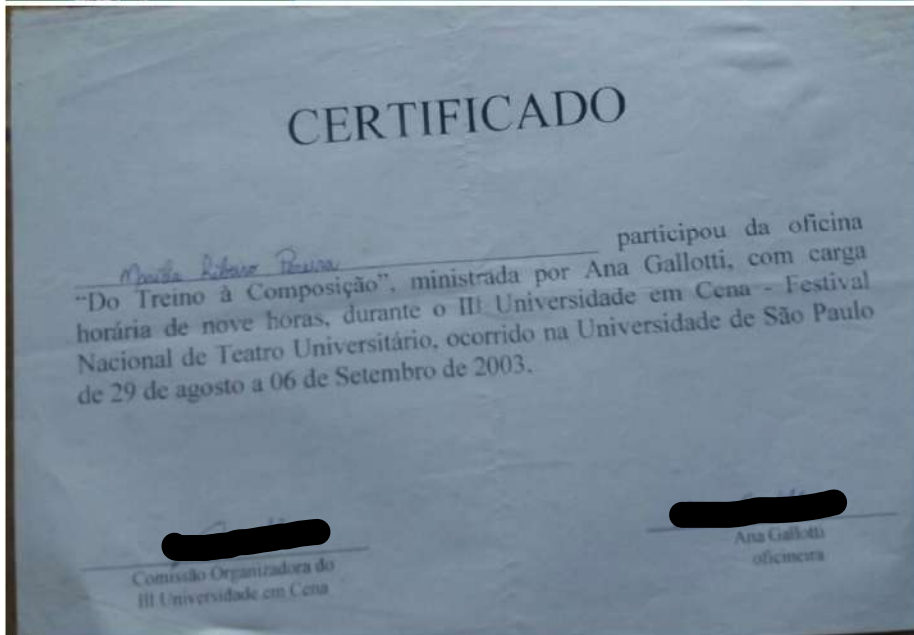 CERTIFICADO
Ribeiro Pereira participou da oficina
“Do Treino à Composição”, ministrada por Ana Gallotti, com carga
horária de nove horas, durante o III Universidade em Cena - Festival
Nacional de Teatro Universitário, ocorrido na Universidade de São Paulo
de 29 de agosto a 06 de Setembro de 2003.
Comissão Organizadora do
III Universidade em Cena
Ana Gallotti
oficineira